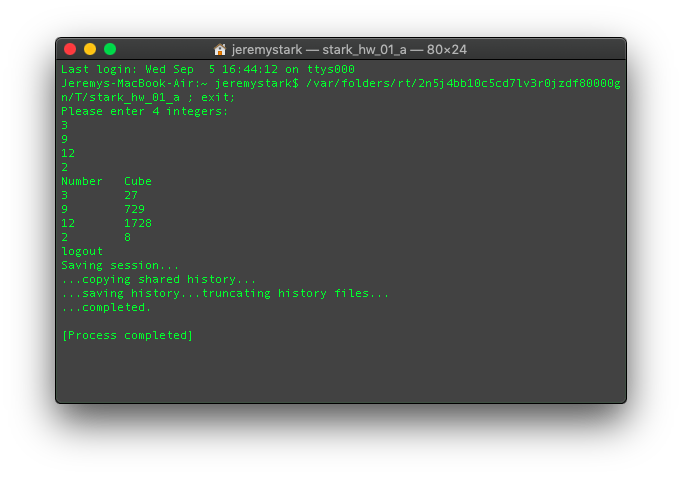 jeremystark — stark_hw_01_a — 80×24
Last login: Wed Sep  5 16:44:12 on ttys000
Jeremys-MacBook-Air:~ jeremystark$ /var/folders/rt/2n5j4bb10c5cd7lv3r0jzdf80000g
n/T/stark_hw_01_a ; exit;
Please enter 4 integers:
3
9
12
2
Number   Cube
3        27
9        729
12       1728
2        8
logout
Saving session...
...copying shared history...
...saving history...truncating history files...
...completed.

[Process completed]